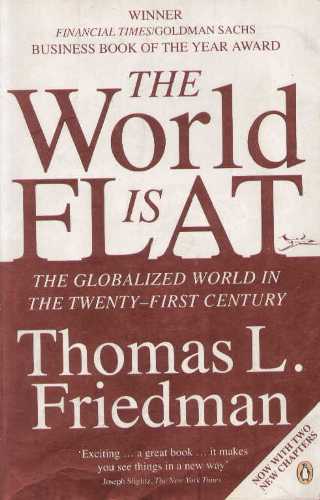 WINNER
FINANCIAL TIMES/GOLDMAN SACHS
BUSINESS BOOK OF THE YEAR AWARD
THE
World
IS
FLAT
THE GLOBALIZED WORLD IN
THE TWENTY–FIRST CENTURY
Thomas L.
Friedman
‘Exciting ... a great book ... it makes
you see things in a new way’
Joseph Stiglitz, New York Times
NOW WITH TWO
NEW CHAPTERS